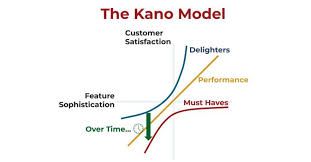 The Kano Model
Customer
Satisfaction
Delighters
Performance
Feature
Sophistication
Must Haves
Over Time...